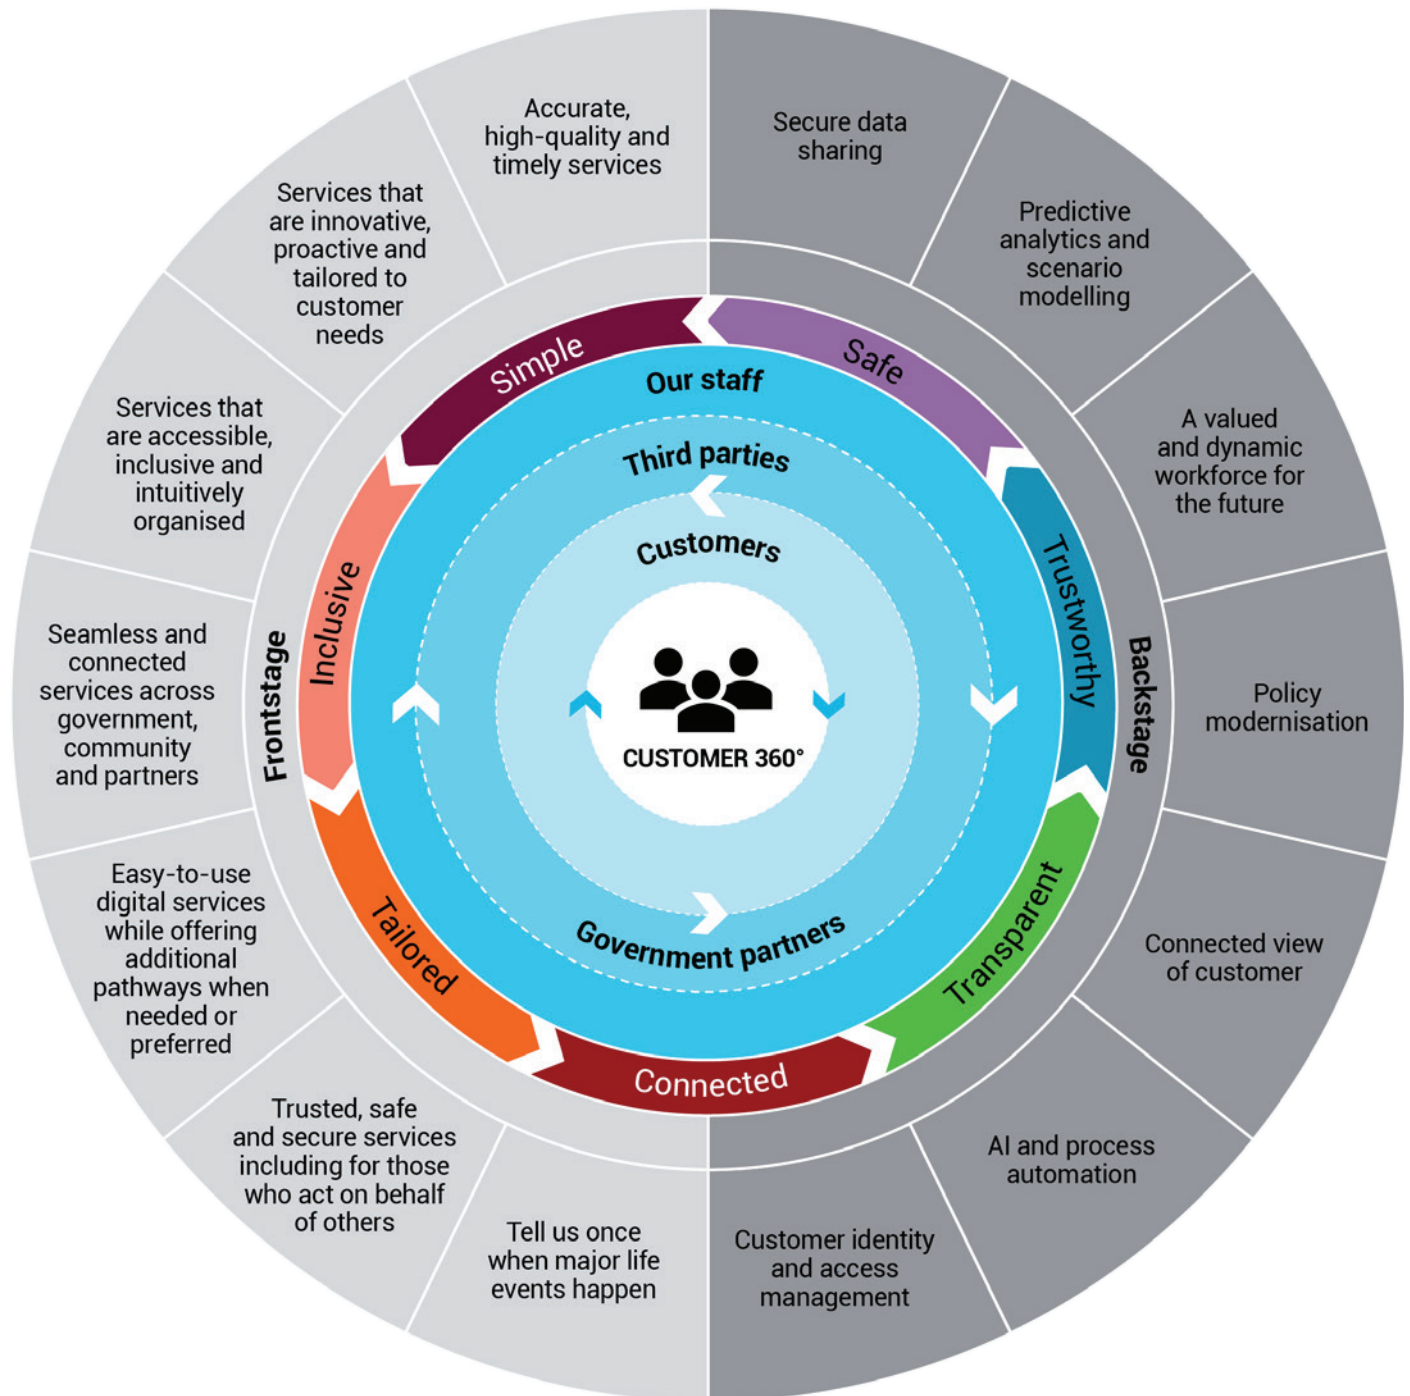 Accurate,
high-quality and
timely services
Secure data
sharing
Predictive
analytics and
scenario
modelling
A valued
and dynamic
workforce for
the future
Policy
modernisation
Connected view
of customer
AI and process
automation
Customer identity
and access
management
Tell us once
when major life
events happen
Trusted, safe
and secure services
including for those
who act on behalf
of others
Easy-to-use
digital services
while offering
additional
pathways when
needed or
preferred
Seamless and
connected
services across
government,
community
and partners
Services that
are accessible,
inclusive and
intuitively
organised
Services that
are innovative,
proactive and
tailored to
customer
needs
Frontstage
Backstage
Simple
Safe
Trustworthy
Transparent
Connected
Tailored
Inclusive
Our staff
Third parties
Customers
CUSTOMER 360°
Government partners